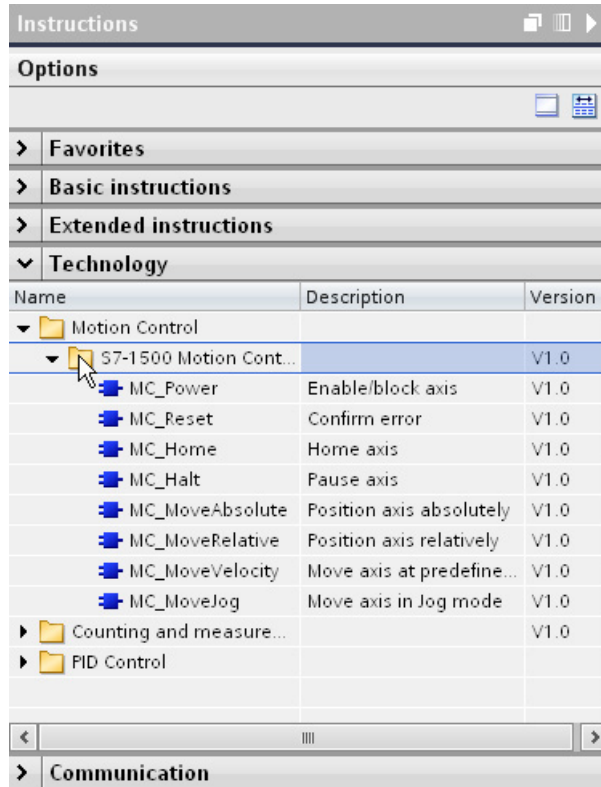 Instructions
Options
Favorites
Basic instructions
Extended instructions
Technology
Name Description Version
Motion Control
S7-1500 Motion Cont... V1.0
MC_Power Enable/block axis V1.0
MC_Reset Confirm error V1.0
MC_Home Home axis V1.0
MC_Halt Pause axis V1.0
MC_MoveAbsolute Position axis absolutely V1.0
MC_MoveRelative Position axis relatively V1.0
MC_MoveVelocity Move axis at predefine... V1.0
MC_MoveJog Move axis in Jog mode V1.0
Counting and measure... V1.0
PID Control
Communication